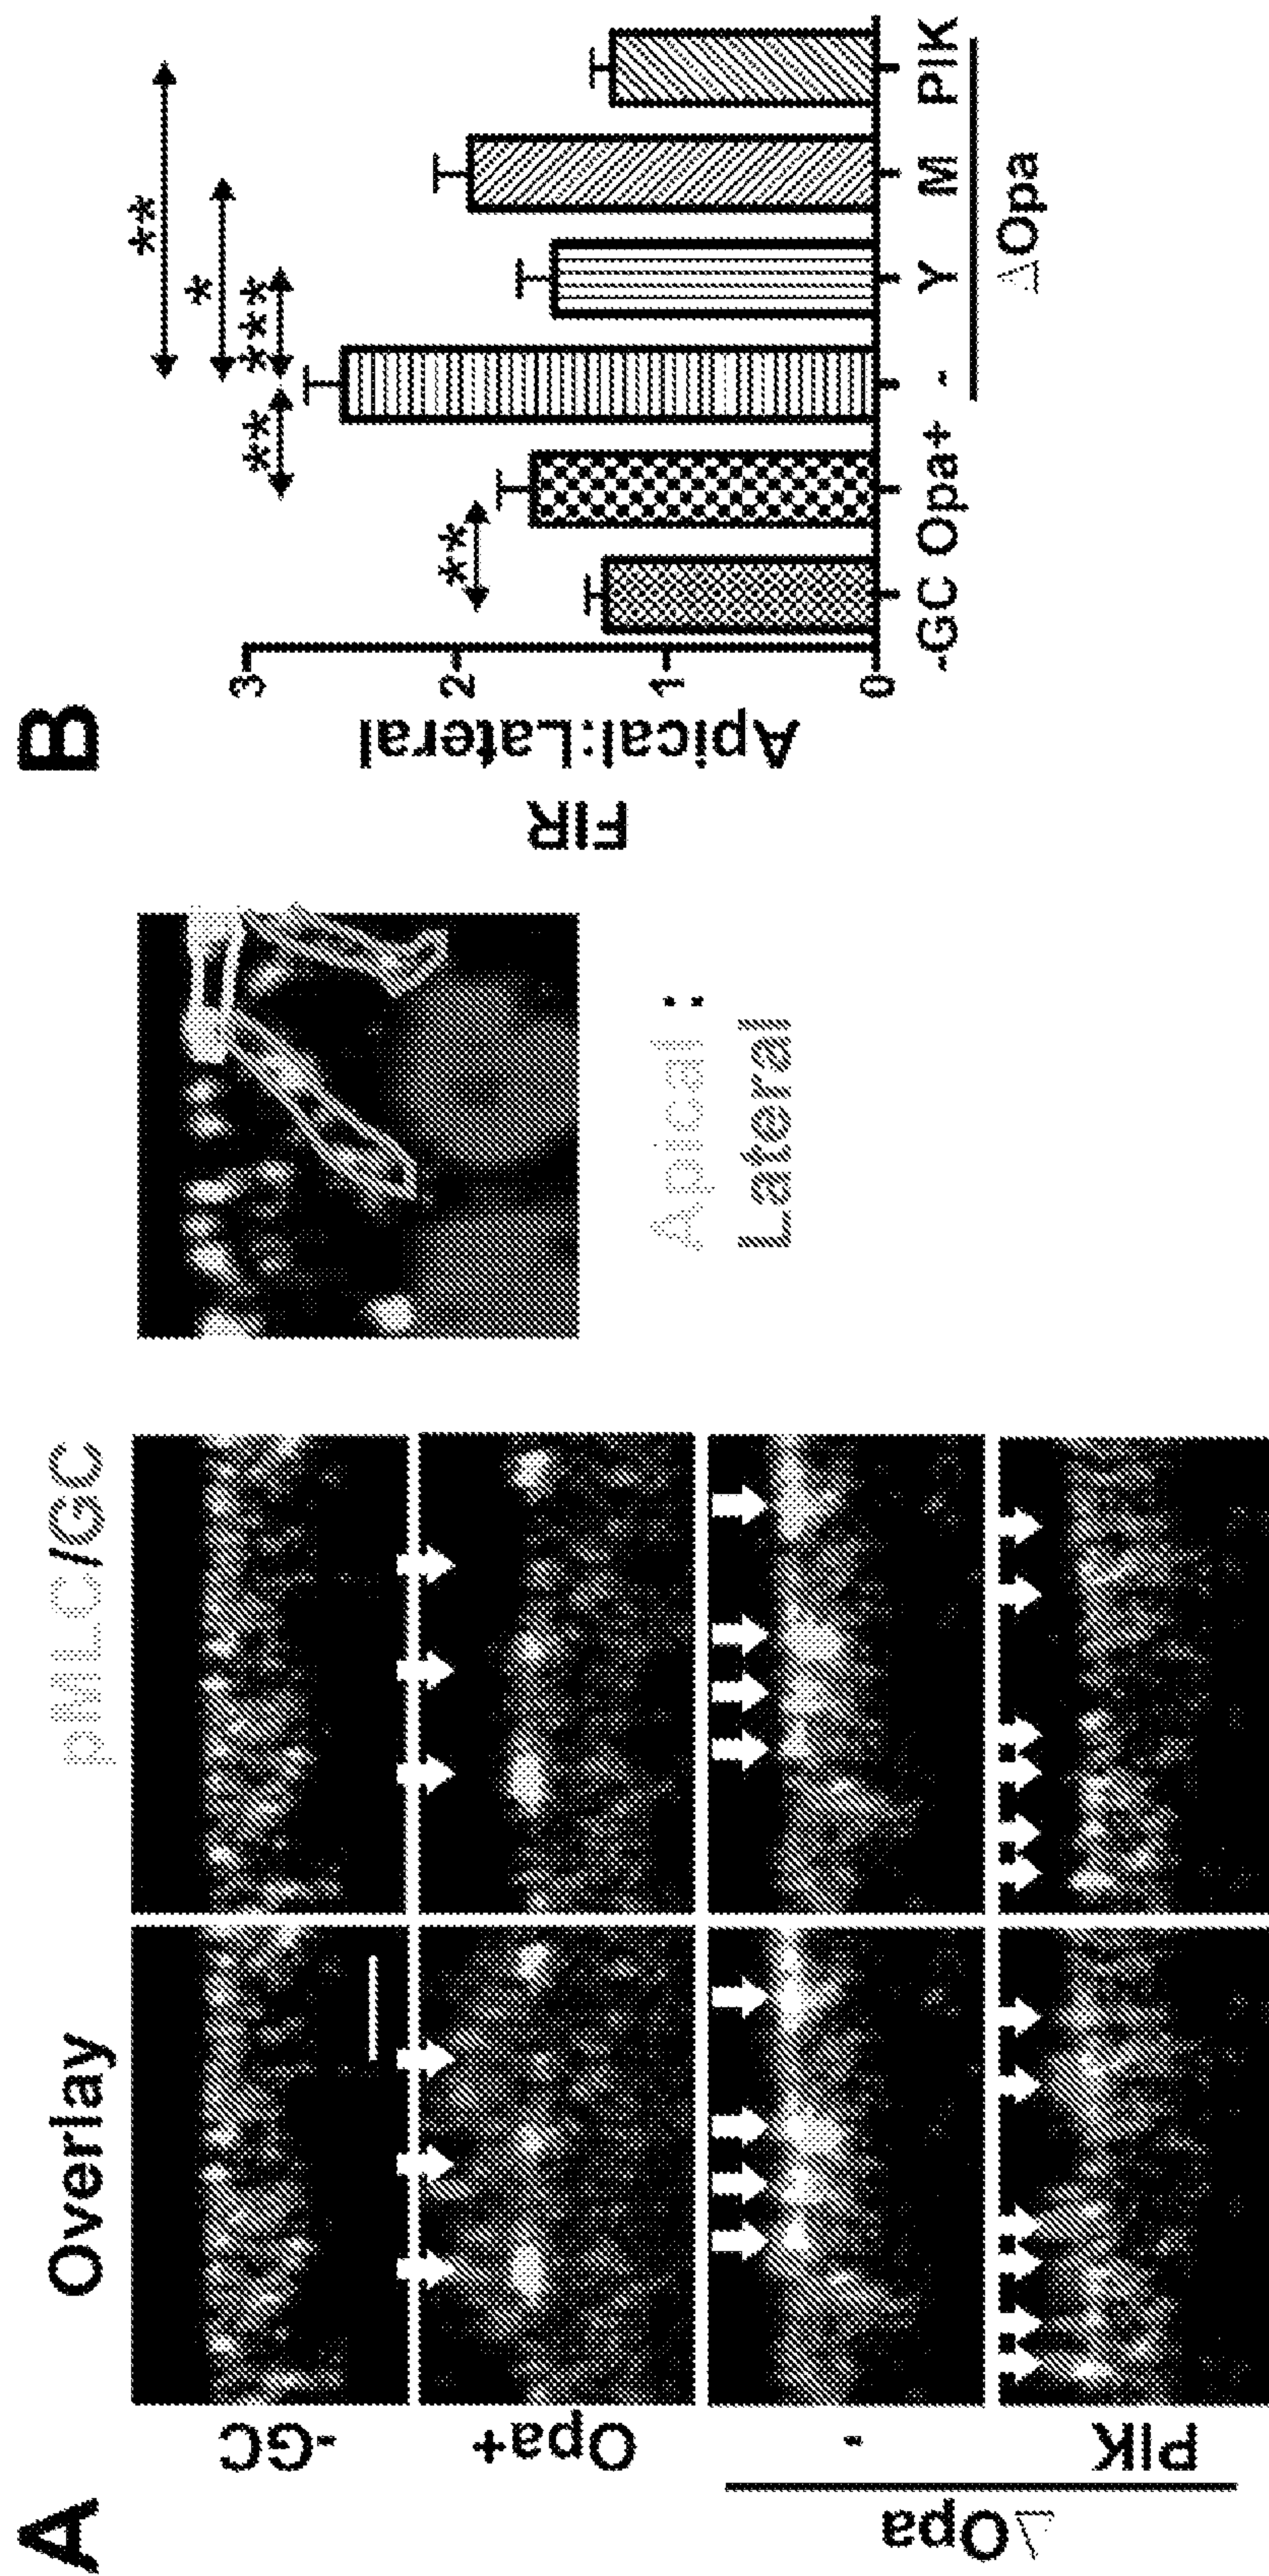 A
Overlay
pMLC/GC
-GC
Opa+
-
PIK
ΔOpa
Apical :
Lateral
B
FIR
Apical:Lateral
3
2
1
0
**
**
***
*
**
-GC Opa+ - Y M PIK
ΔOpa